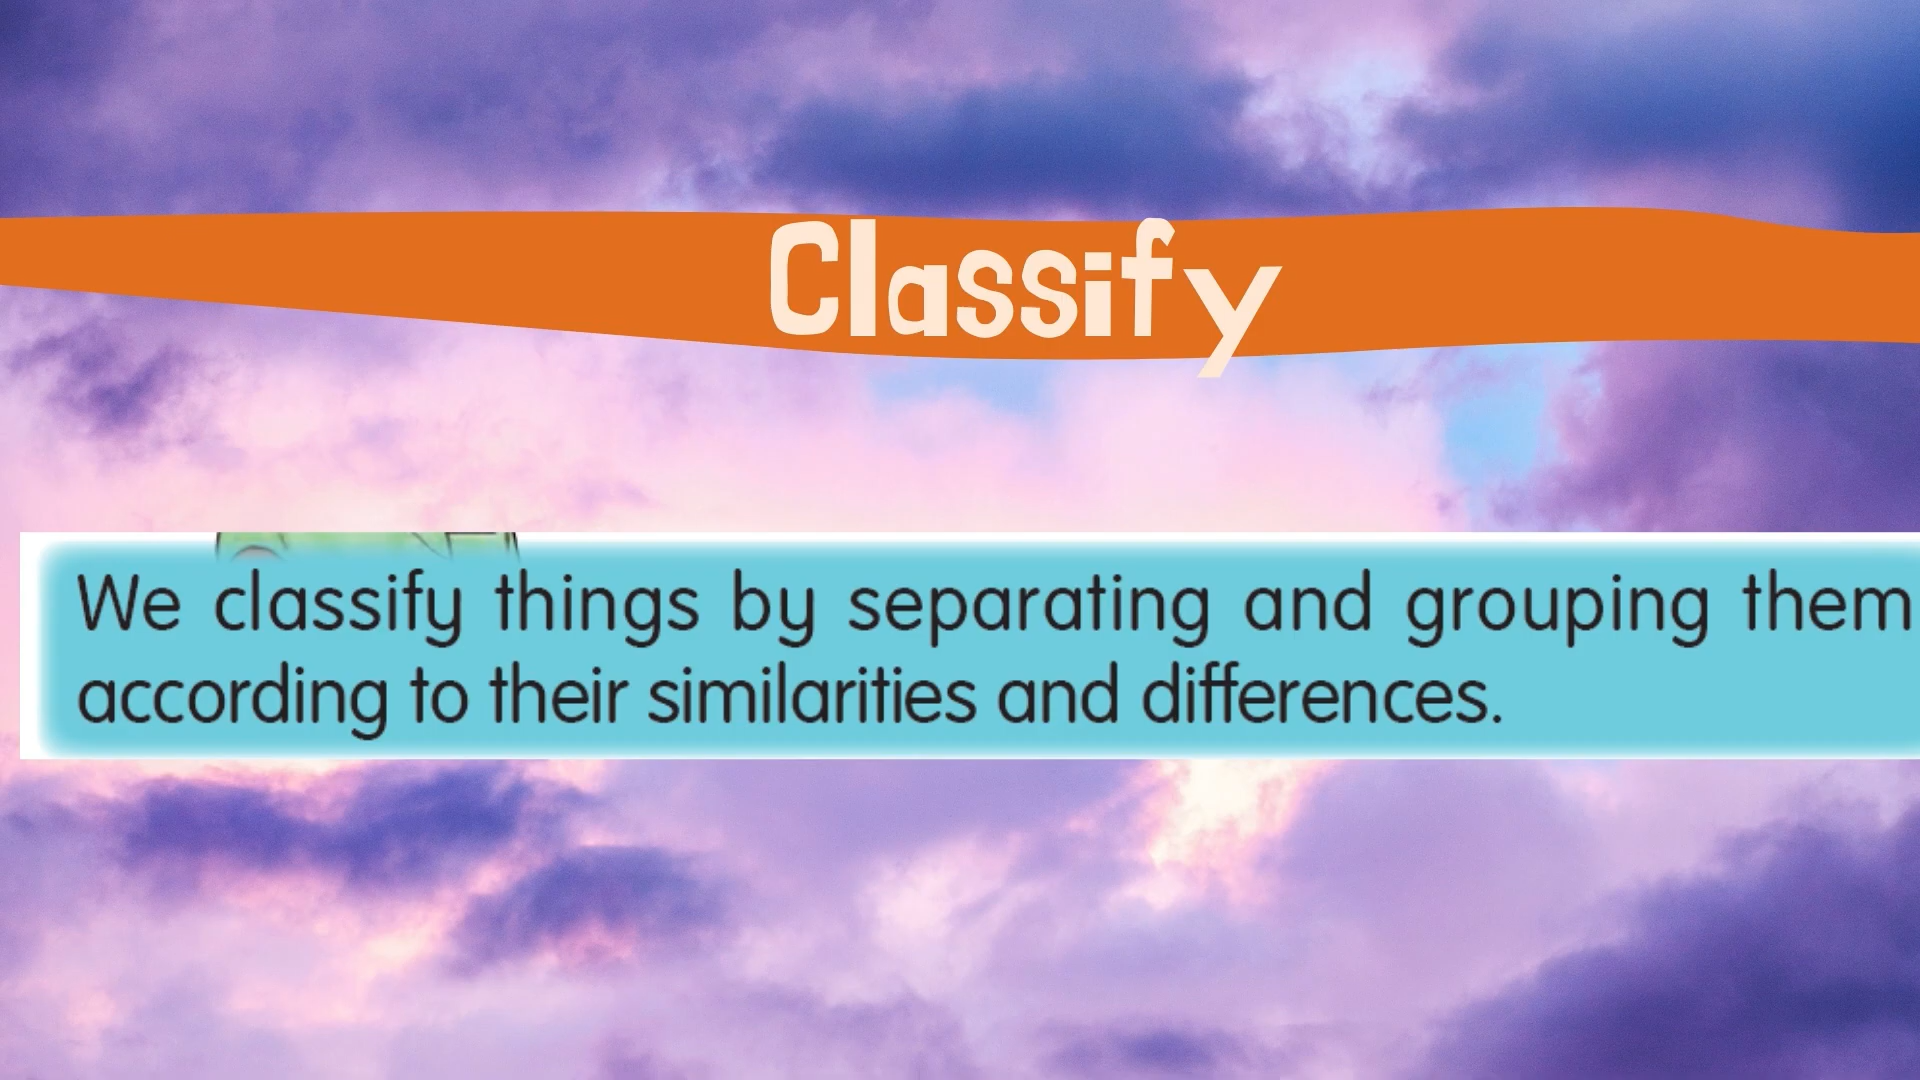 Classify
We classify things by separating and grouping them
according to their similarities and differences.